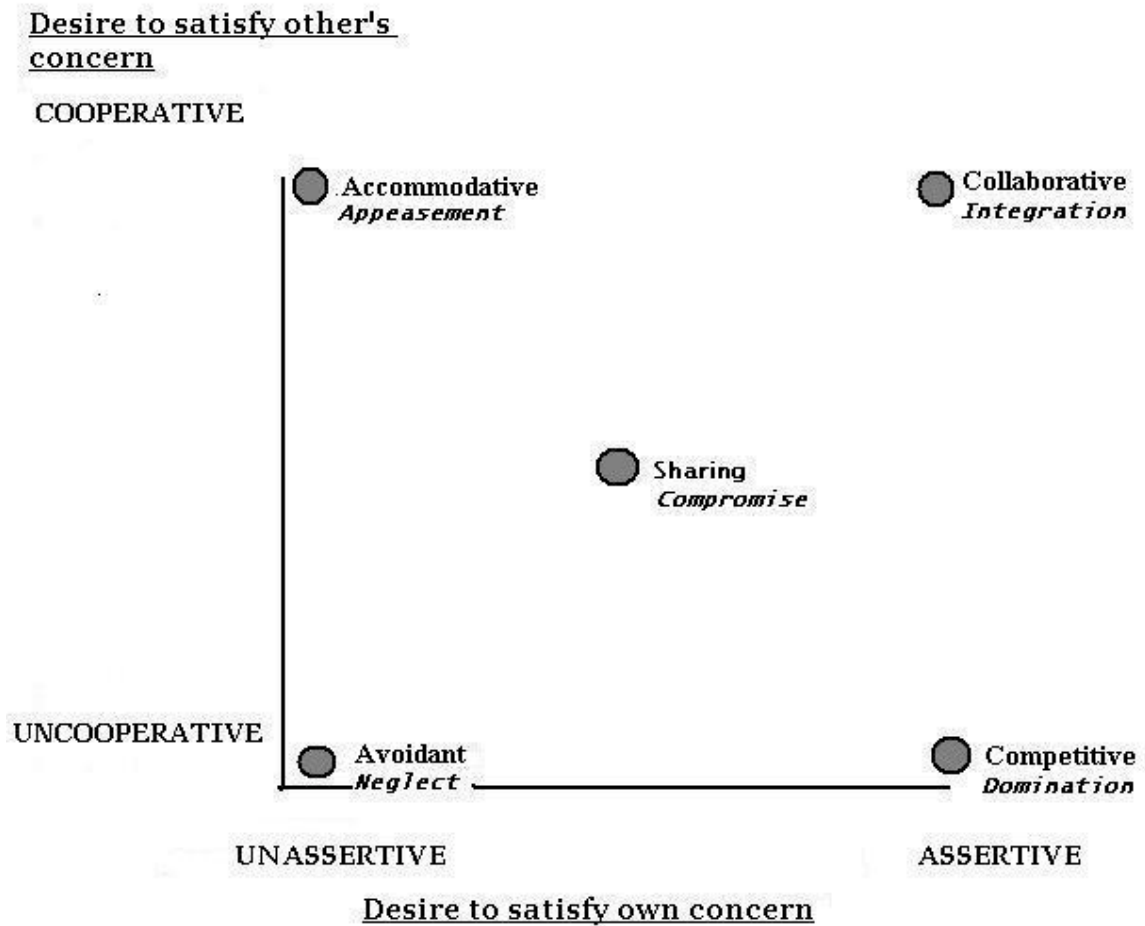 Desire to satisfy other's
concern
COOPERATIVE
Accommodative
Appeasement
Collaborative
Integration
Sharing
Compromise
UNCOOPERATIVE
Avoidant
Neglect
Competitive
Domination
UNASSERTIVE
ASSERTIVE
Desire to satisfy own concern